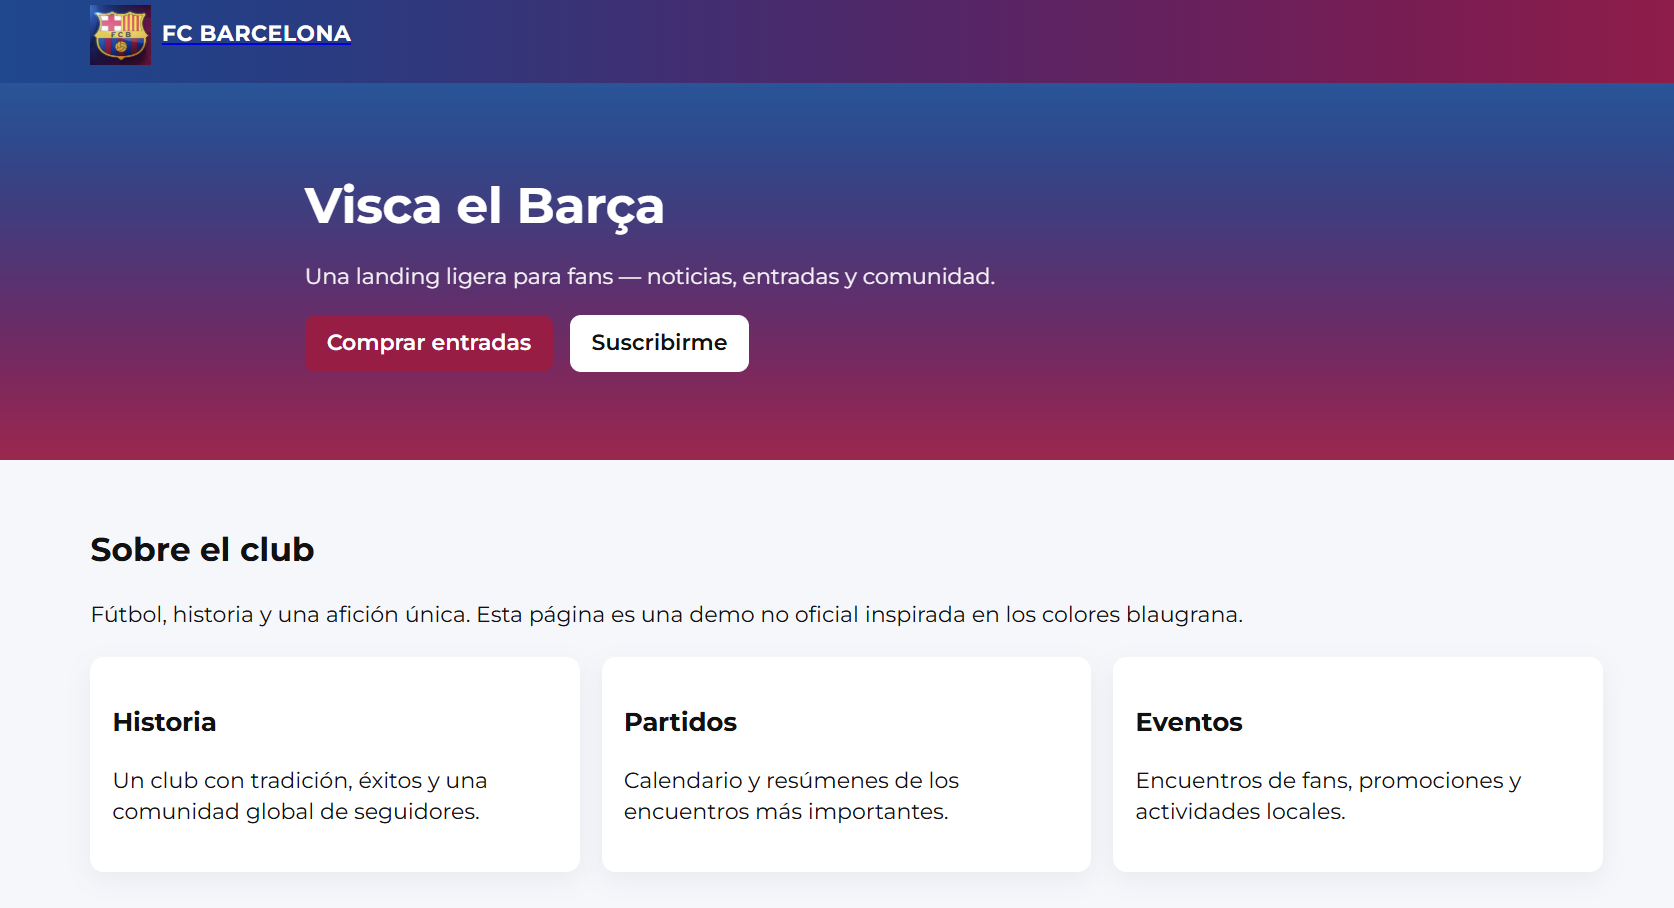 FCB
FC BARCELONA
Visca el Barça
Una landing ligera para fans — noticias, entradas y comunidad.
Comprar entradas
Suscribirme
Sobre el club
Fútbol, historia y una afición única. Esta página es una demo no oficial inspirada en los colores blaugrana.
Historia
Un club con tradición, éxitos y una
comunidad global de seguidores.
Partidos
Calendario y resúmenes de los
encuentros más importantes.
Eventos
Encuentros de fans, promociones y
actividades locales.